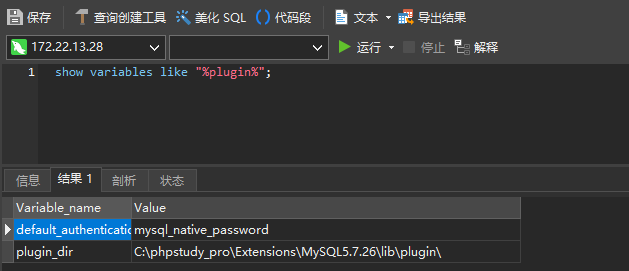 保存 查询创建工具 美化 SQL 代码段 文本 导出结果
172.22.13.28 运行 停止 解释
1 show variables like "%plugin%";
信息 结果 1 剖析 状态
Variable_name Value
default_authenticatio mysql_native_password
plugin_dir C:\phpstudy_pro\Extensions\MySQL5.7.26\lib\plugin\